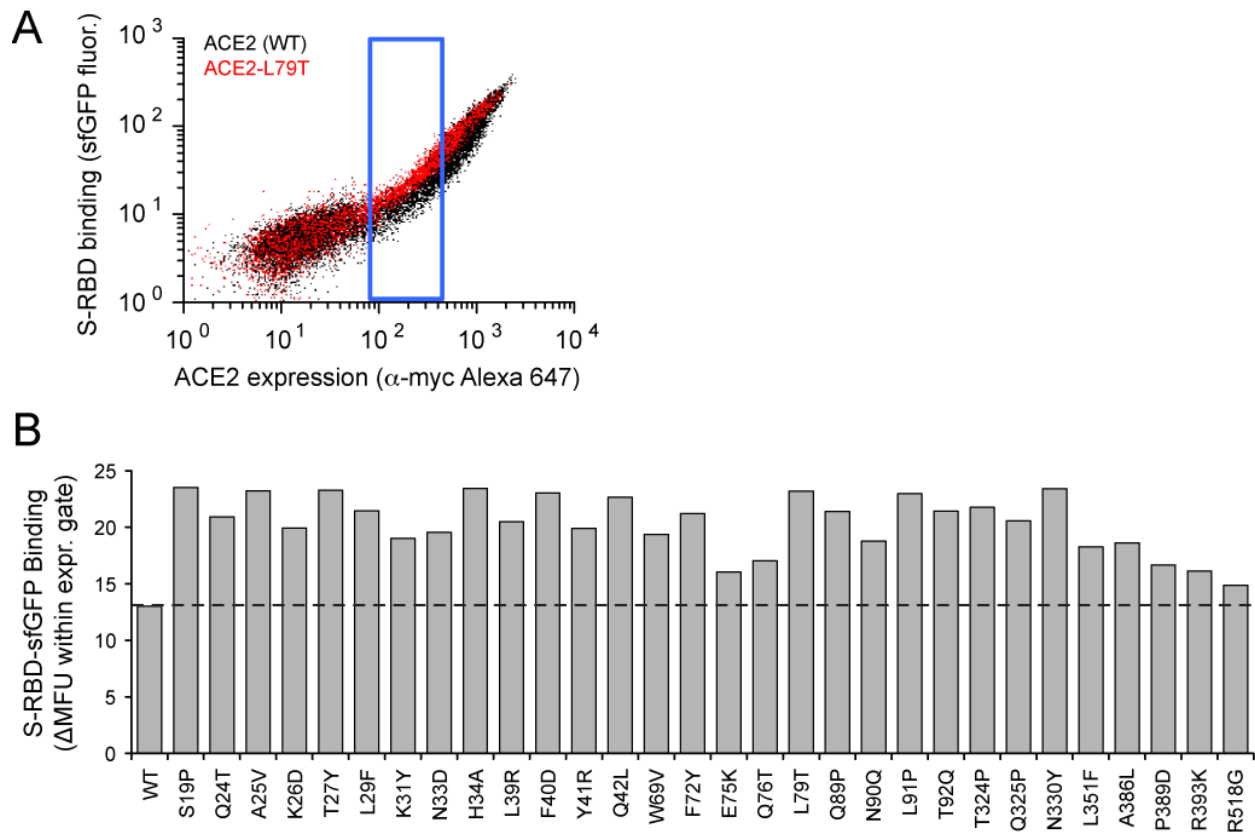 A
ACE2 (WT)
ACE2-L79T
S-RBD binding (sfGFP fluor.)
10³
10²
10¹
10⁰
10⁰ 10¹ 10² 10³ 10⁴
ACE2 expression (α-myc Alexa 647)
B
S-RBD-sfGFP Binding
(ΔMFU within expr. gate)
25
20
15
10
5
0
WT
S19P
Q24T
A25V
K26D
T27Y
L29F
K31Y
N33D
H34A
L39R
F40D
Y41R
Q42L
W69V
F72Y
E75K
Q76T
L79T
Q89P
N90Q
L91P
T92Q
T324P
Q325P
N330Y
L351F
A386L
P389D
R393K
R518G